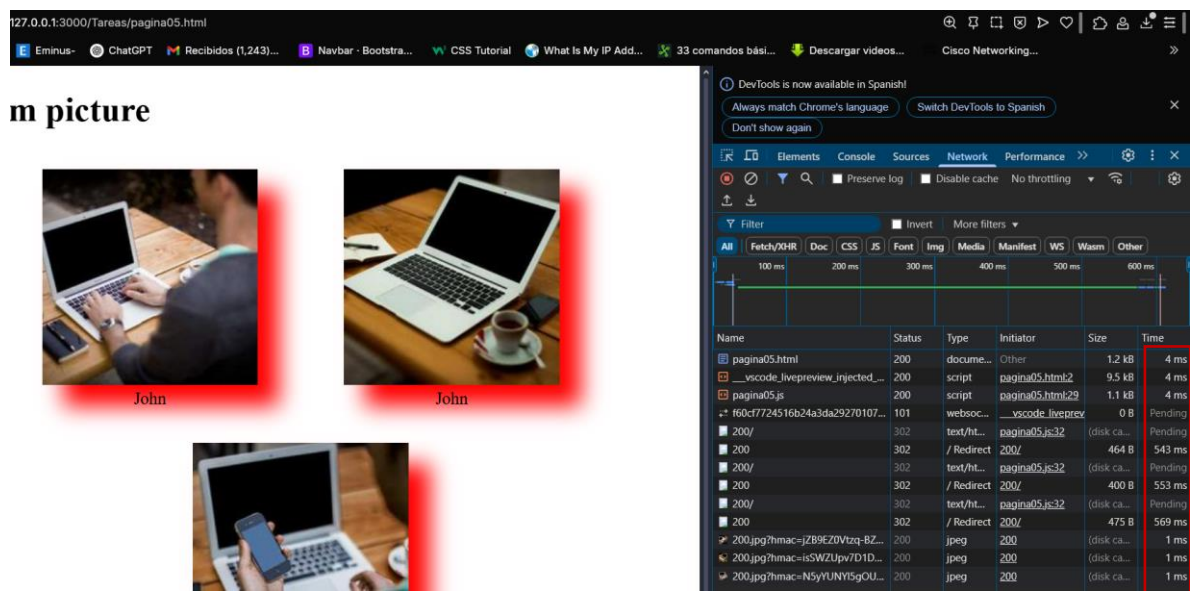 127.0.0.1:3000/Tareas/pagina05.html
Eminus- ChatGPT Recibidos (1,243)... Navbar · Bootstra... CSS Tutorial What Is My IP Add... 33 comandos bási... Descargar videos... Cisco Networking... »
m picture
John John
DevTools is now available in Spanish!
Always match Chrome's language Switch DevTools to Spanish
Don't show again
Elements Console Sources Network Performance »
Preserve log Disable cache No throttling
Filter Invert More filters
All Fetch/XHR Doc CSS JS Font Img Media Manifest WS Wasm Other
100 ms 200 ms 300 ms 400 ms 500 ms 600 ms
Name Status Type Initiator Size Time
pagina05.html 200 docume... Other 1.2 kB 4 ms
__vscode_livepreview_injected_... 200 script pagina05.html:2 9.5 kB 4 ms
pagina05.js 200 script pagina05.html:29 1.1 kB 4 ms
f60cf7724516b24a3da29270107... 101 websoc... __vscode_liveprev 0 B Pending
200/ 302 text/ht... pagina05.js:32 (disk ca... Pending
200 302 / Redirect 200/ 464 B 543 ms
200/ 302 text/ht... pagina05.js:32 (disk ca... Pending
200 302 / Redirect 200/ 400 B 553 ms
200/ 302 text/ht... pagina05.js:32 (disk ca... Pending
200 302 / Redirect 200/ 475 B 569 ms
200.jpg?hmac=jZB9EZ0Vtzq-BZ... 200 jpeg 200 (disk ca... 1 ms
200.jpg?hmac=isSWZUpv7D1D... 200 jpeg 200 (disk ca... 1 ms
200.jpg?hmac=N5yYUNYl5gOU... 200 jpeg 200 (disk ca... 1 ms